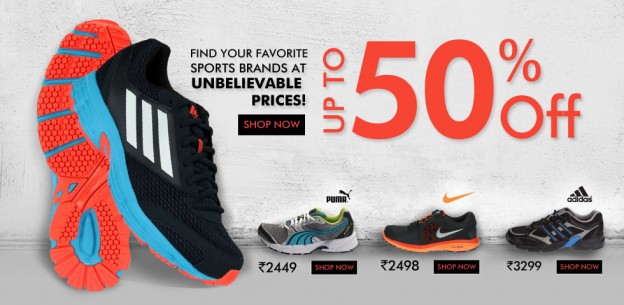 FIND YOUR FAVORITE
SPORTS BRANDS AT
UNBELIEVABLE
PRICES!
SHOP NOW
UP TO
50%
Off
PUMA
adidas
₹2449
SHOP NOW
₹2498
SHOP NOW
₹3299
SHOP NOW